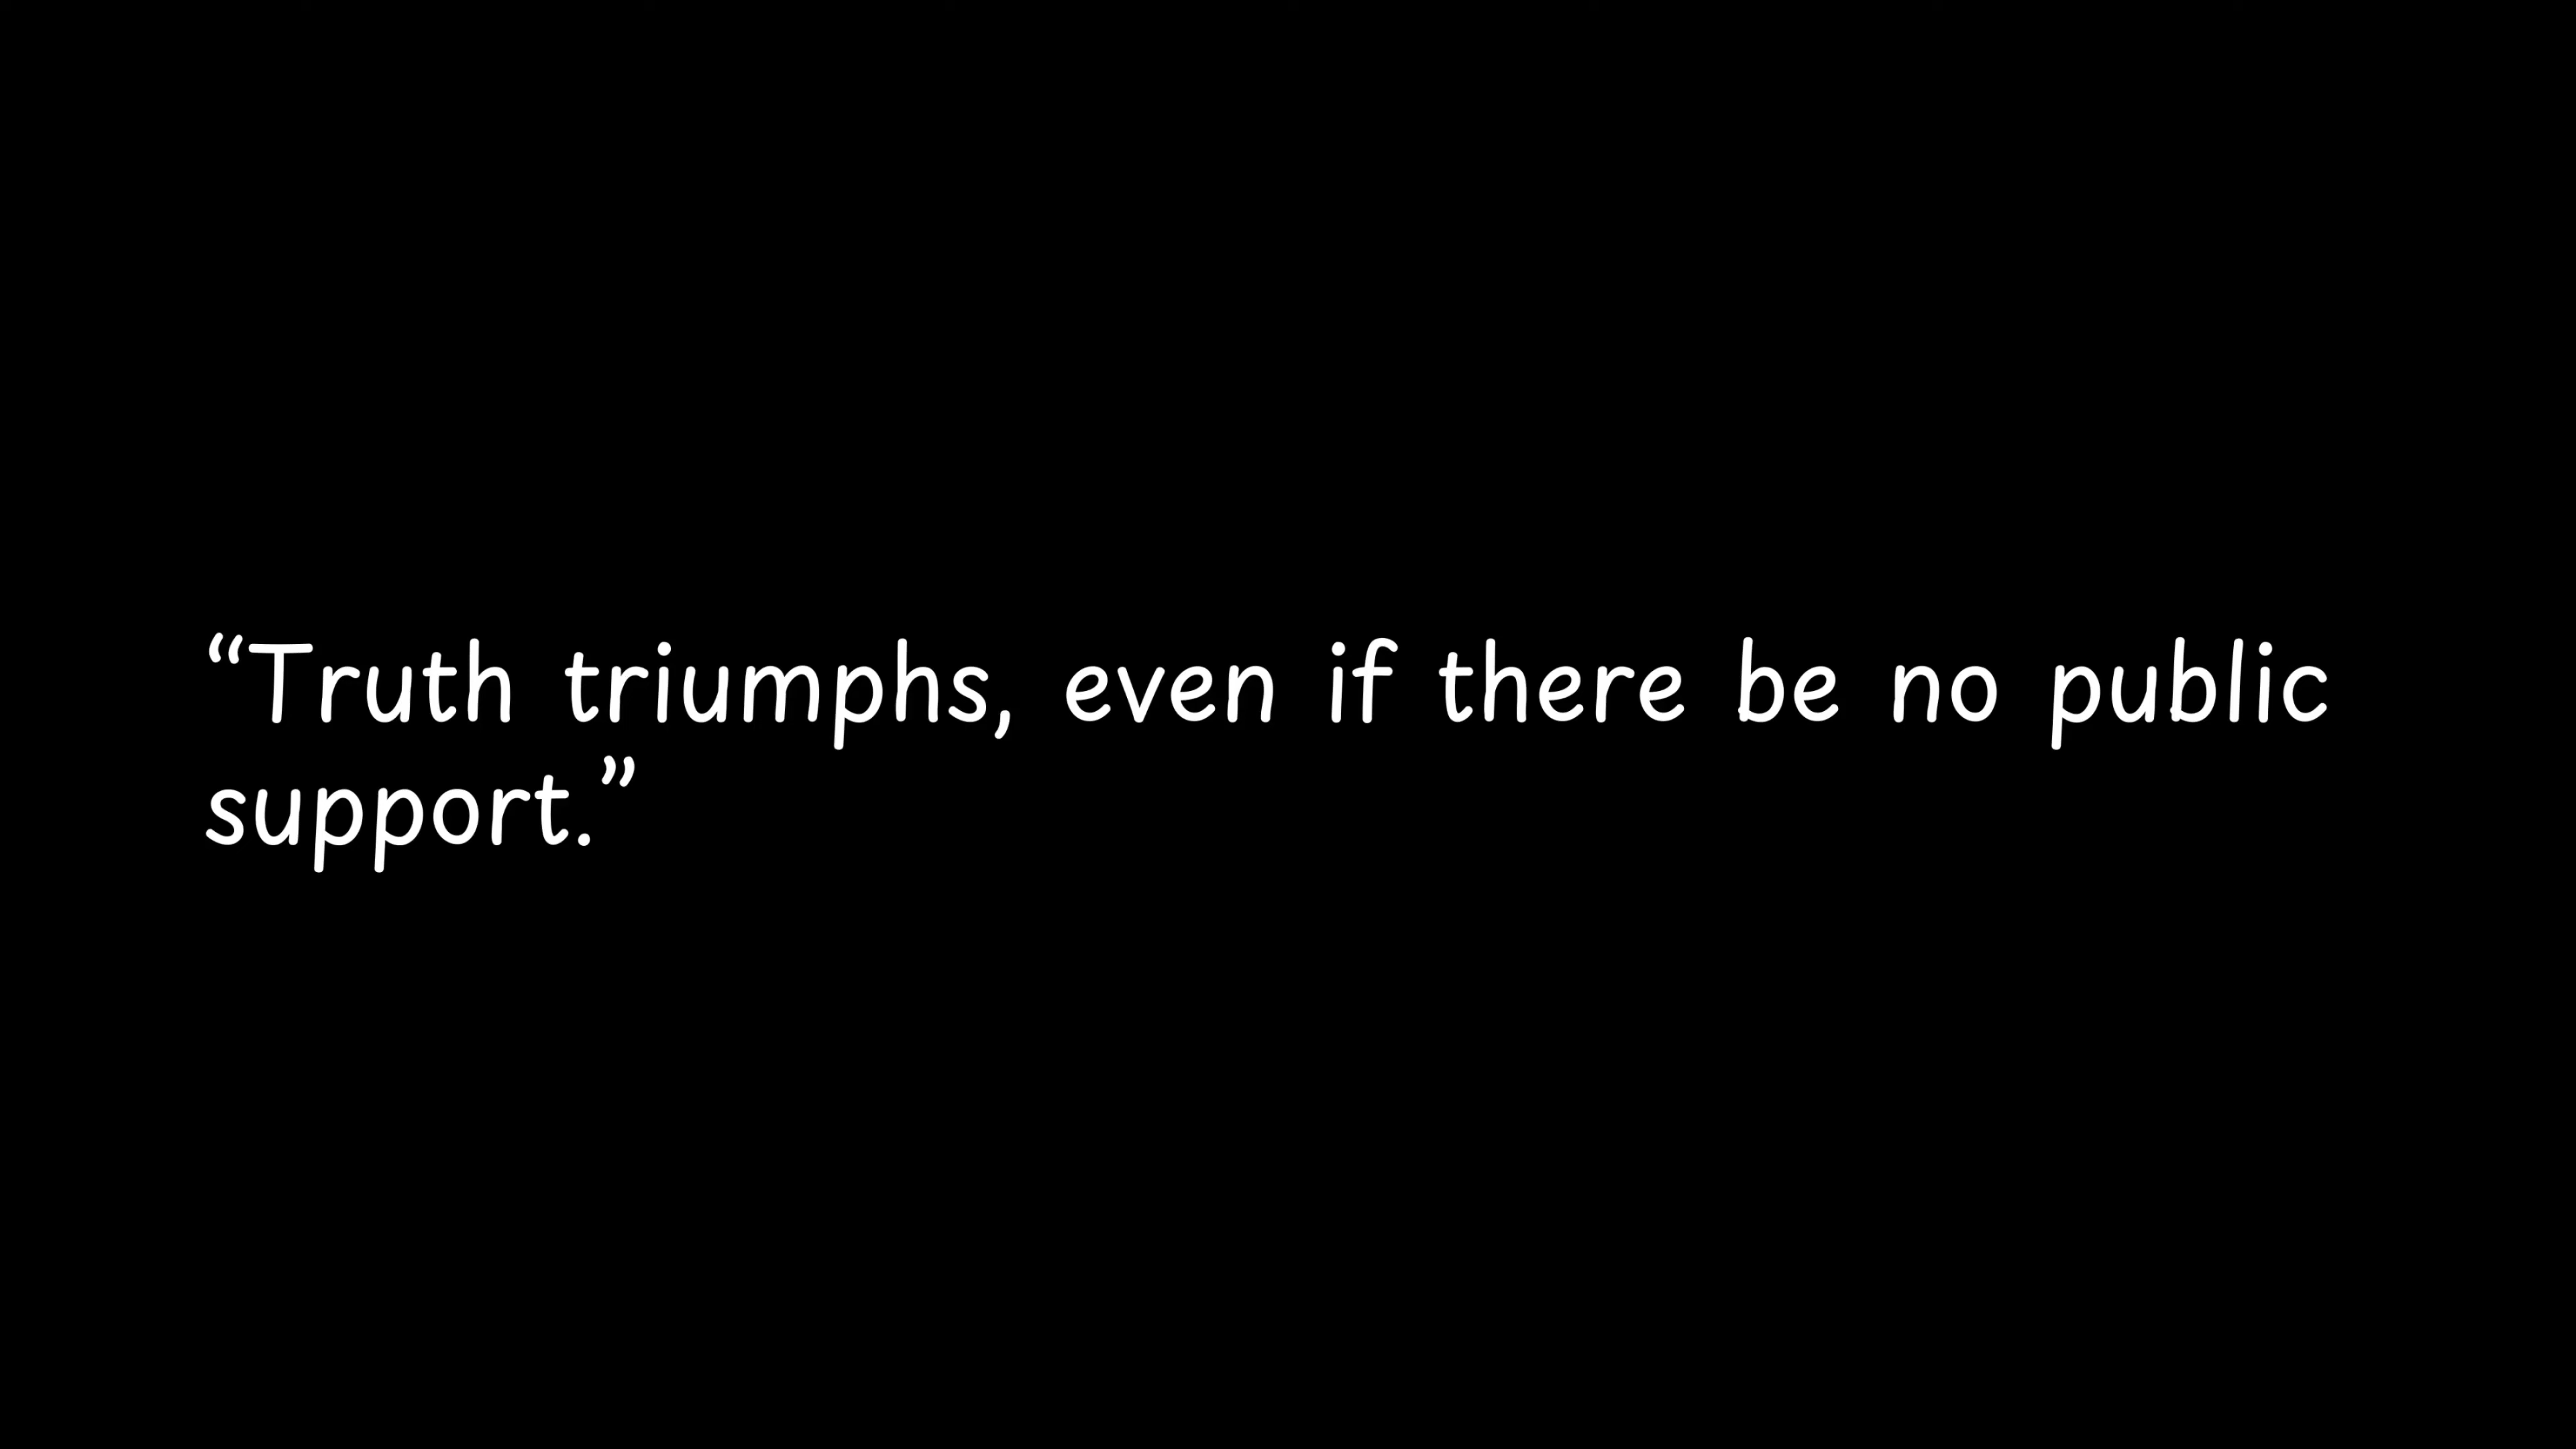 “Truth triumphs, even if there be no public
support.”